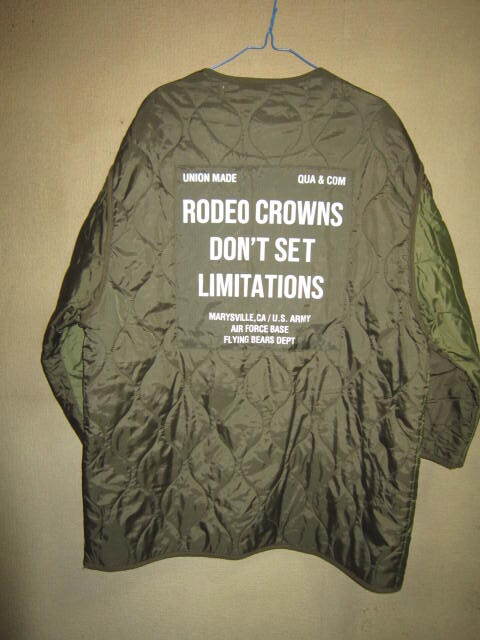 UNION MADE QUA & COM
RODEO CROWNS
DON'T SET
LIMITATIONS
MARYSVILLE,CA / U.S. ARMY
AIR FORCE BASE
FLYING BEARS DEPT